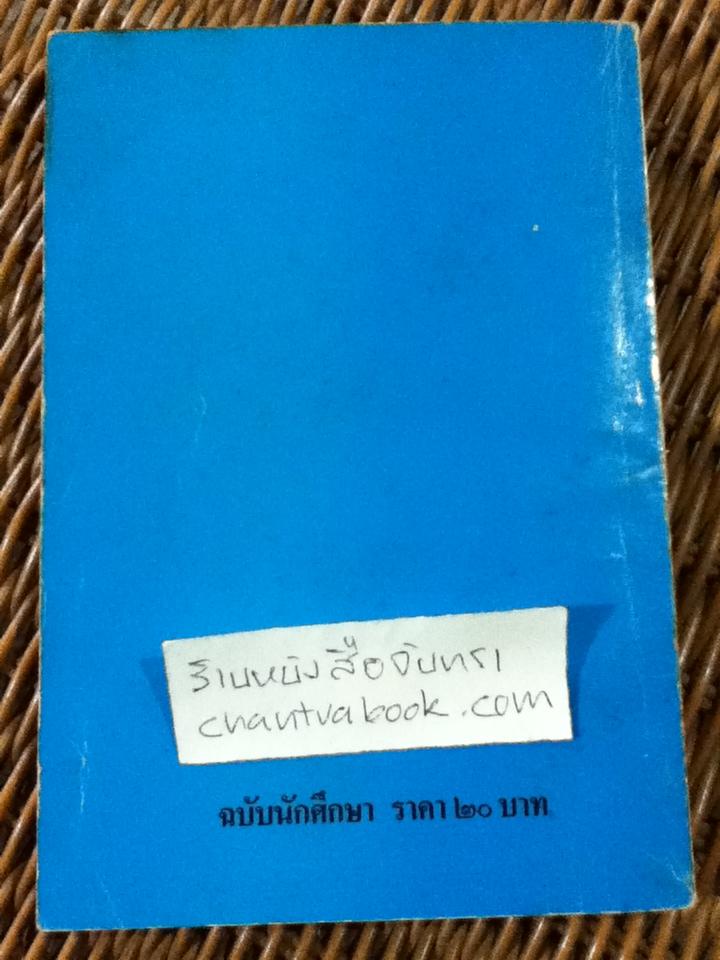 ร้านหนังสือจันทรา
chantrabook.com
ฉบับนักศึกษา ราคา ๒๐ บาท